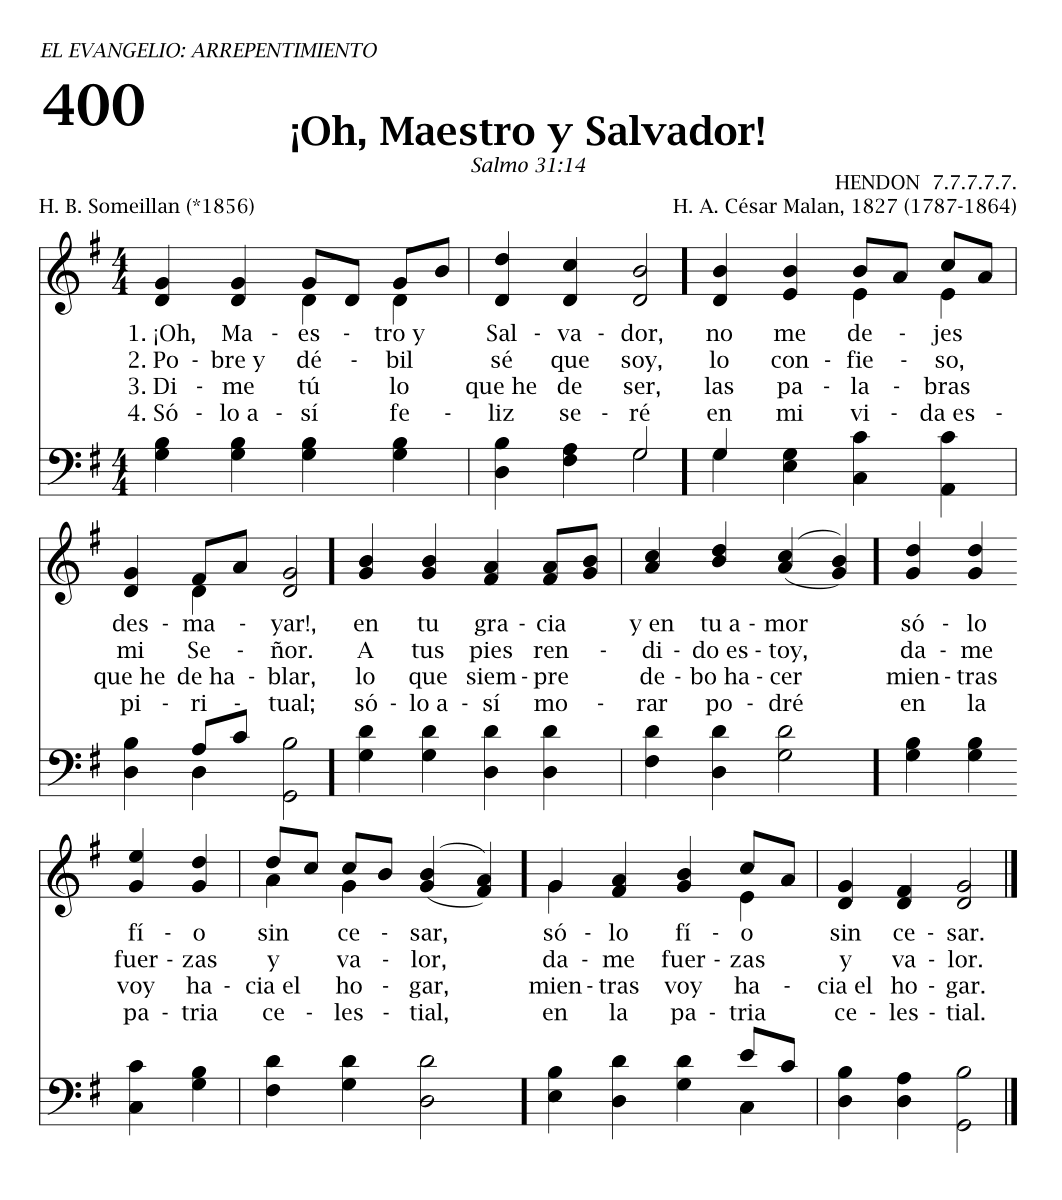 EL EVANGELIO: ARREPENTIMIENTO
400
¡Oh, Maestro y Salvador!
Salmo 31:14
HENDON 7.7.7.7.7.
H. B. Someillan (*1856)
H. A. César Malan, 1827 (1787-1864)
4 4
1. ¡Oh, Ma - es - tro y Sal - va - dor, no me de - jes
2. Po - bre y dé - bil sé que soy, lo con - fie - so,
3. Di - me tú lo que he de ser, las pa - la - bras
4. Só - lo a - sí fe - liz se - ré en mi vi - da es -
4 4
des - ma - yar!, en tu gra - cia y en tu a - mor só - lo
mi Se - ñor. A tus pies ren - di - do es - toy, da - me
que he de ha - blar, lo que siem - pre de - bo ha - cer mien - tras
pi - ri - tual; só - lo a - sí mo - rar po - dré en la
fí - o sin ce - sar, só - lo fí - o sin ce - sar.
fuer - zas y va - lor, da - me fuer - zas y va - lor.
voy ha - cia el ho - gar, mien - tras voy ha - cia el ho - gar.
pa - tria ce - les - tial, en la pa - tria ce - les - tial.